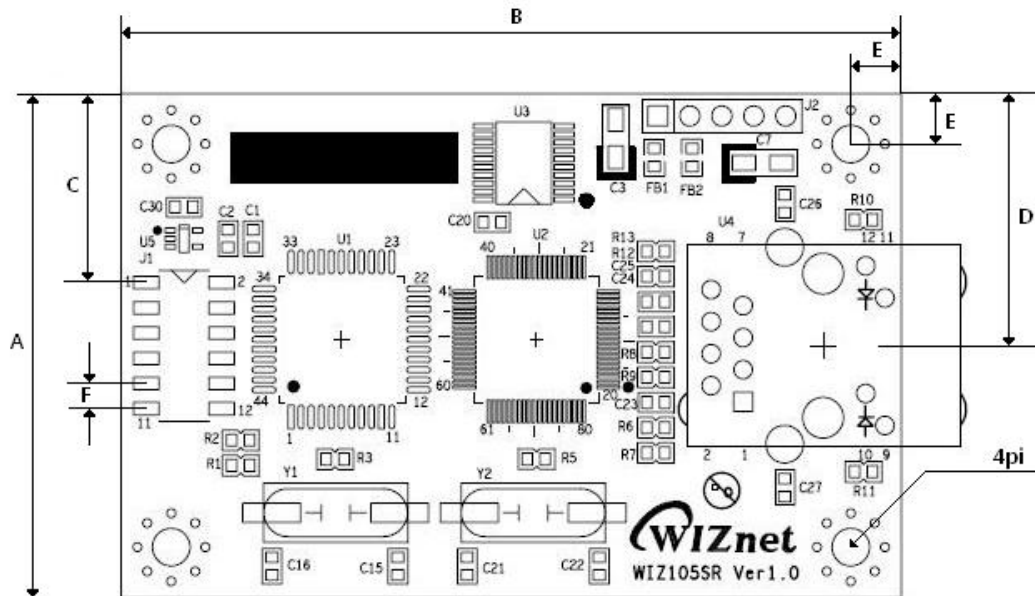 B
E
E
C
D
A
F
U3
J2
C3
FB1
FB2
C7
C30
C2
C1
C20
C26
R10
U5
J1
1
2
11
12
33
U1
23
34
22
44
12
1
11
40
U2
21
41
60
20
61
80
R13
R12
C25
C24
R8
R9
C23
R6
R7
U4
8
7
12
11
2
1
10
9
R2
R1
R3
R5
Y1
Y2
C27
R11
4pi
C16
C15
C21
C22
WIZnet
WIZ105SR Ver1.0